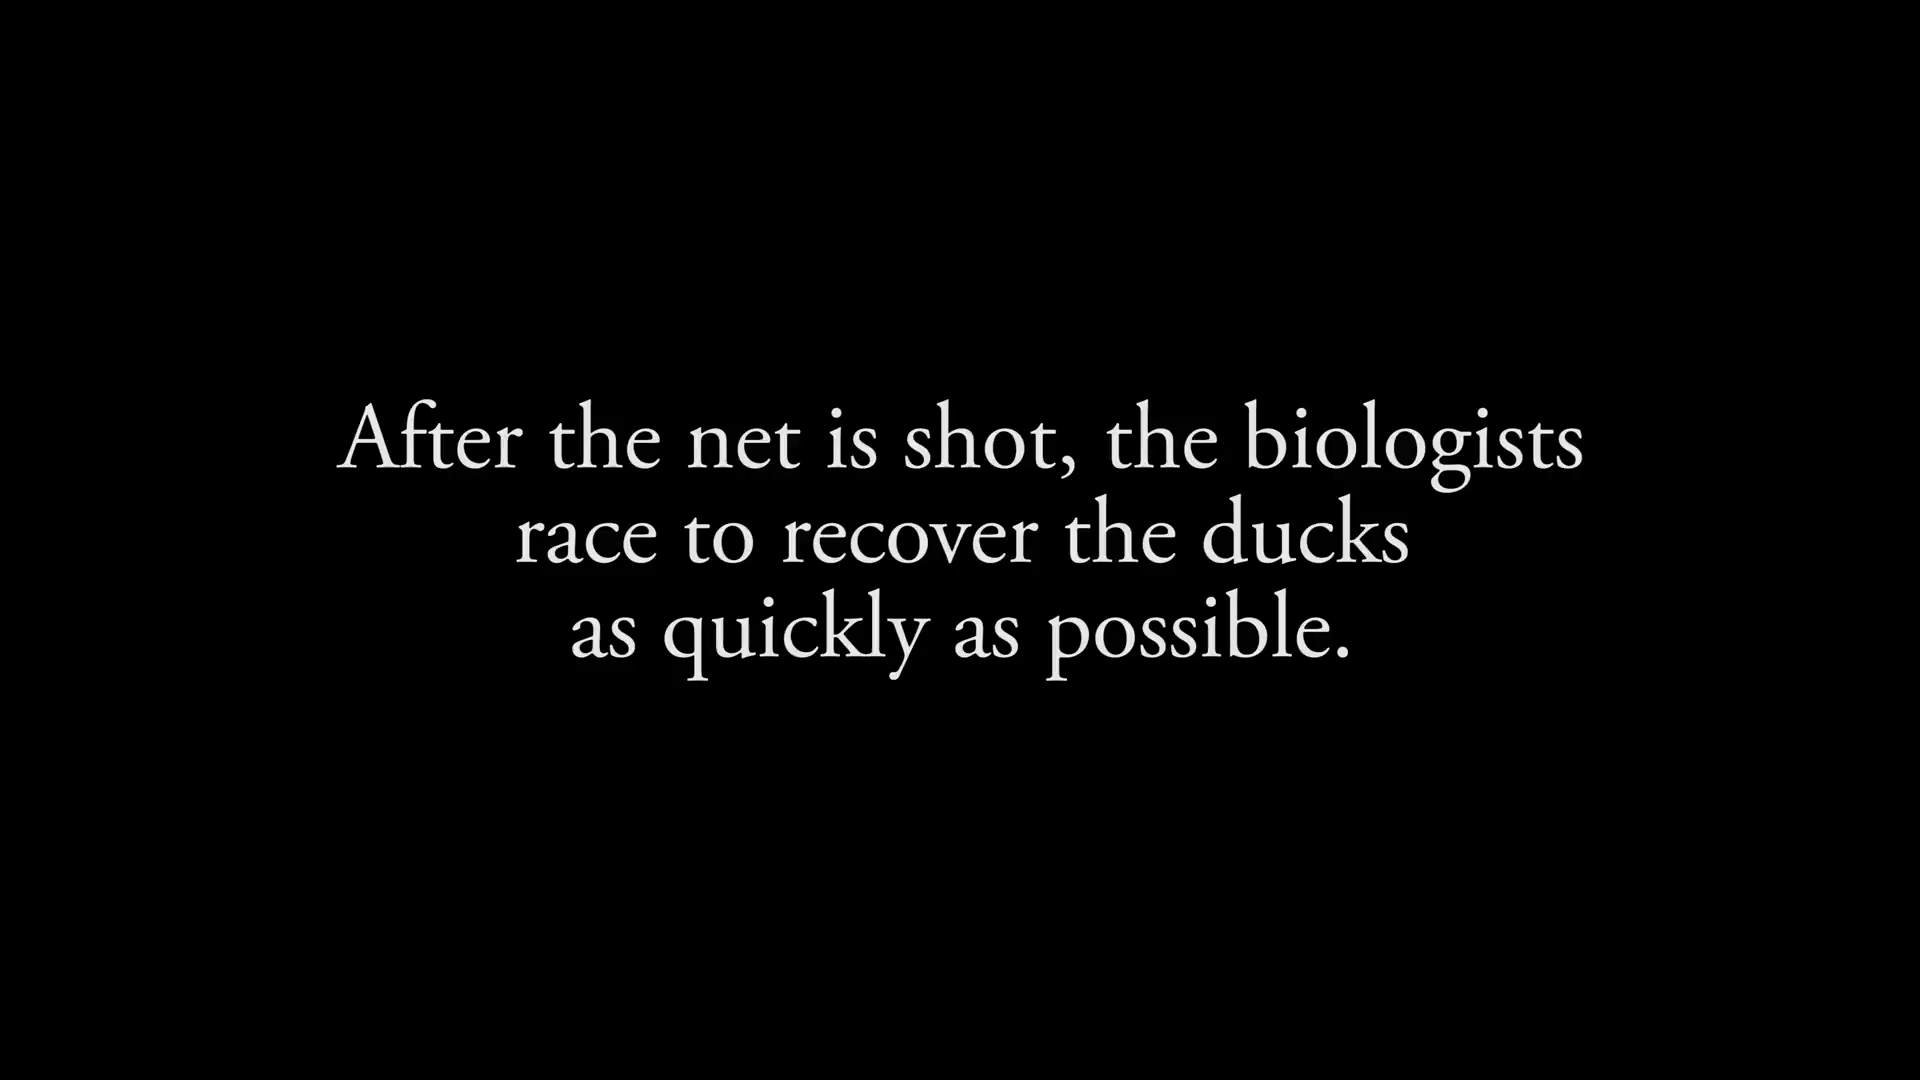 After the net is shot, the biologists
race to recover the ducks
as quickly as possible.